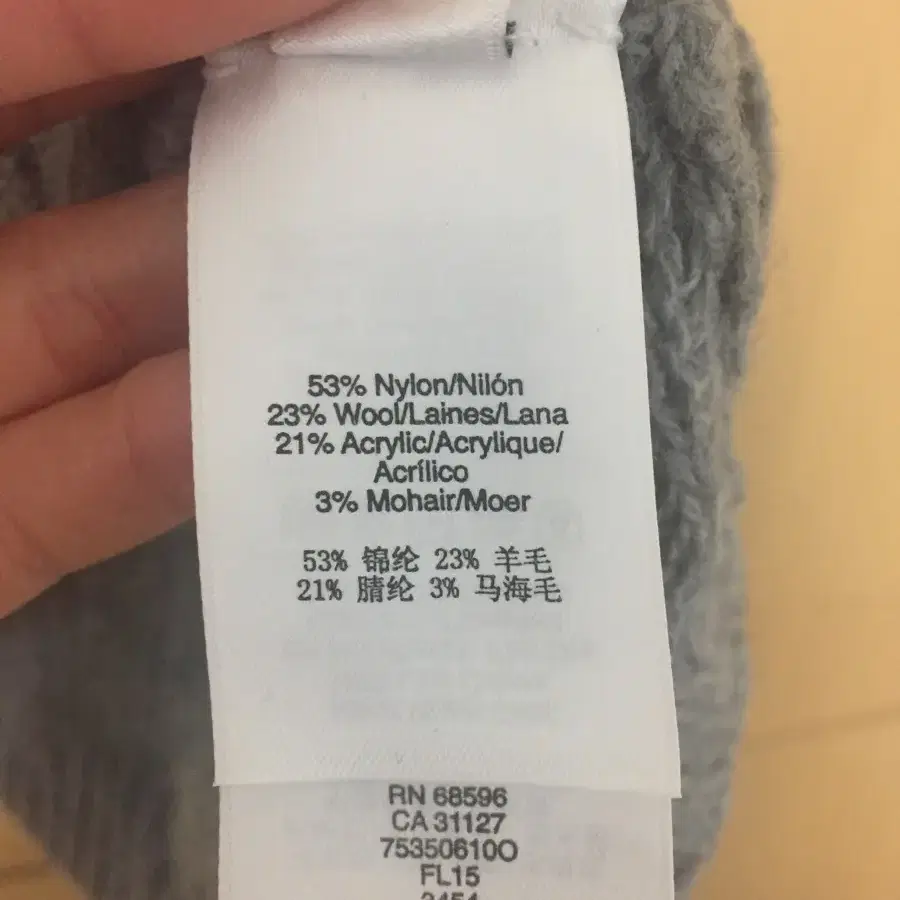 53% Nylon/Nilón
23% Wool/Laines/Lana
21% Acrylic/Acrylique/
Acrílico
3% Mohair/Moer
53% 锦纶 23% 羊毛
21% 腈纶 3% 马海毛
RN 68596
CA 31127
753506100
FL15